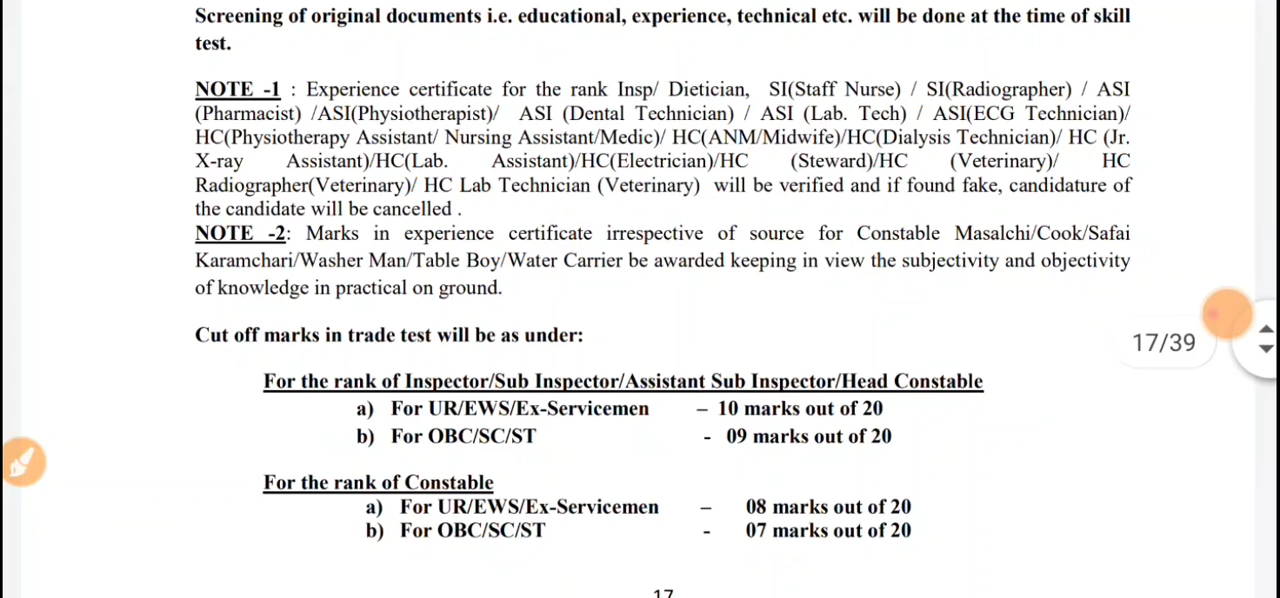 Screening of original documents i.e. educational, experience, technical etc. will be done at the time of skill
test.
NOTE -1 : Experience certificate for the rank Insp/ Dietician, SI(Staff Nurse) / SI(Radiographer) / ASI
(Pharmacist) /ASI(Physiotherapist)/ ASI (Dental Technician) / ASI (Lab. Tech) / ASI(ECG Technician)/
HC(Physiotherapy Assistant/ Nursing Assistant/Medic)/ HC(ANM/Midwife)/HC(Dialysis Technician)/ HC (Jr.
X-ray Assistant)/HC(Lab. Assistant)/HC(Electrician)/HC (Steward)/HC (Veterinary)/ HC
Radiographer(Veterinary)/ HC Lab Technician (Veterinary) will be verified and if found fake, candidature of
the candidate will be cancelled .
NOTE -2: Marks in experience certificate irrespective of source for Constable Masalchi/Cook/Safai
Karamchari/Washer Man/Table Boy/Water Carrier be awarded keeping in view the subjectivity and objectivity
of knowledge in practical on ground.
Cut off marks in trade test will be as under:
17/39
For the rank of Inspector/Sub Inspector/Assistant Sub Inspector/Head Constable
a) For UR/EWS/Ex-Servicemen – 10 marks out of 20
b) For OBC/SC/ST - 09 marks out of 20
For the rank of Constable
a) For UR/EWS/Ex-Servicemen – 08 marks out of 20
b) For OBC/SC/ST - 07 marks out of 20
17